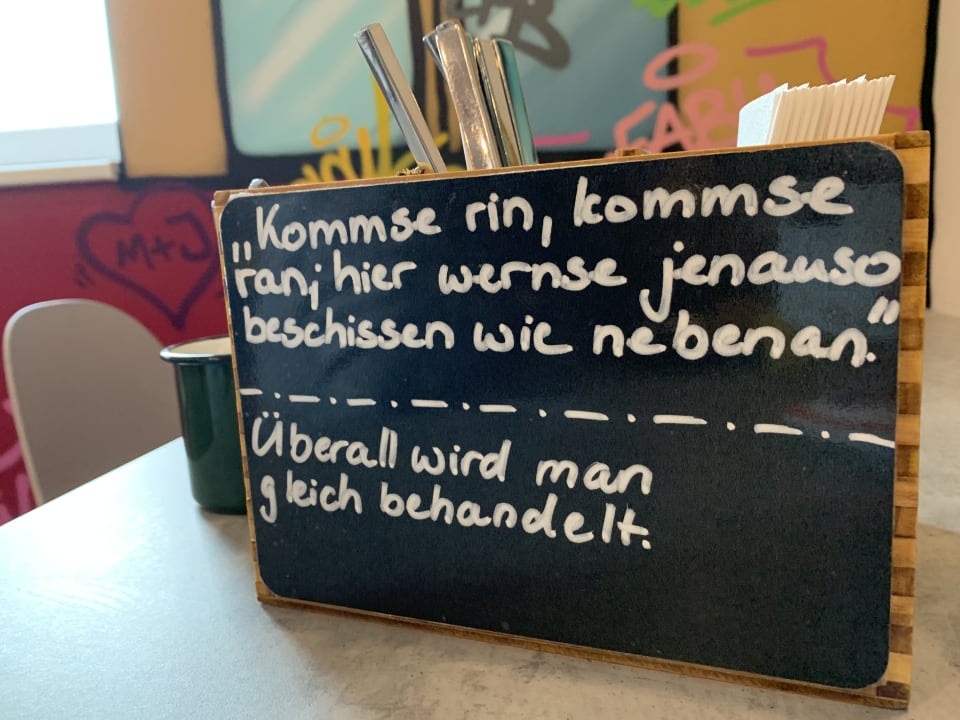 „Kommse rin, kommse
ran; hier wernse jenauso
beschissen wie nebenan."
Überall wird man
gleich behandelt.
M+J